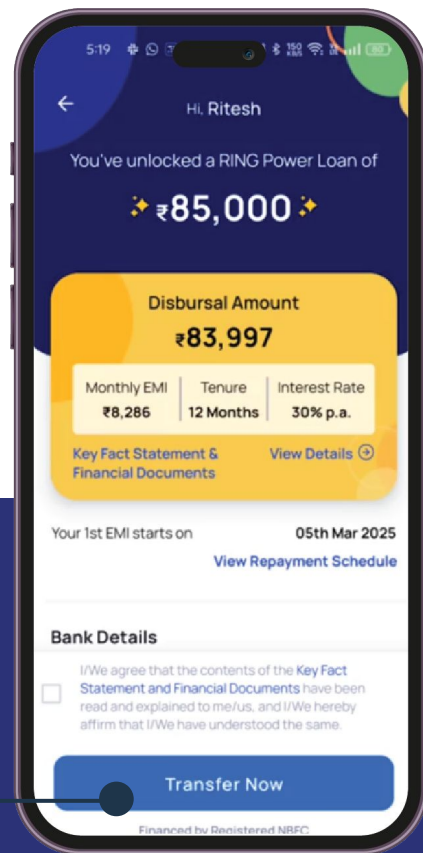 5:19
Hi, Ritesh
You've unlocked a RING Power Loan of
₹85,000
Disbursal Amount
₹83,997
Monthly EMI Tenure Interest Rate
₹8,286 12 Months 30% p.a.
Key Fact Statement & View Details
Financial Documents
Your 1st EMI starts on 05th Mar 2025
View Repayment Schedule
Bank Details
I/We agree that the contents of the Key Fact
Statement and Financial Documents have been
read and explained to me/us, and I/We hereby
affirm that I/We have understood the same.
Transfer Now
Financed by Registered NBFC